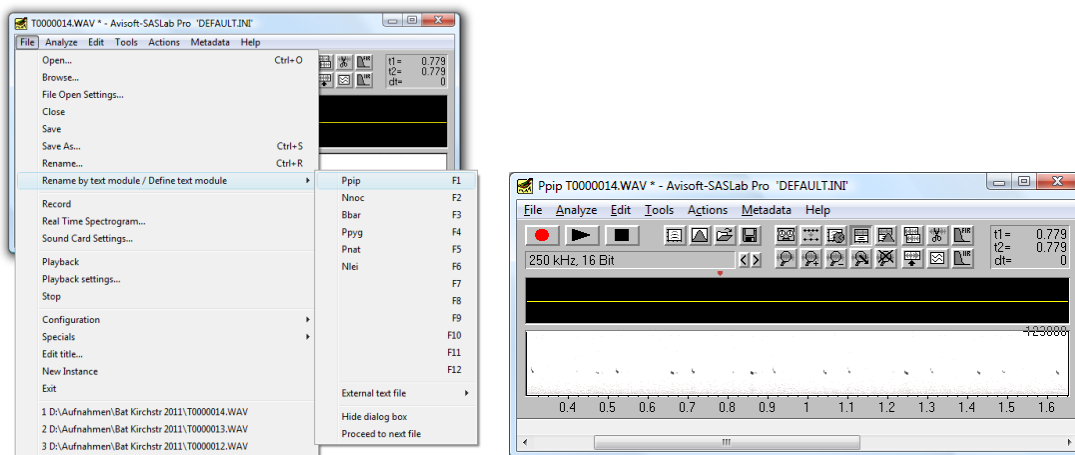 T0000014.WAV * - Avisoft-SASLab Pro 'DEFAULT.INI'
File Analyze Edit Tools Actions Metadata Help
Open... Ctrl+O
Browse...
File Open Settings...
Close
Save
Save As... Ctrl+S
Rename... Ctrl+R
Rename by text module / Define text module
Record
Real Time Spectrogram...
Sound Card Settings...
Playback
Playback settings...
Stop
Configuration
Specials
Edit title...
New Instance
Exit
1 D:\Aufnahmen\Bat Kirchstr 2011\T0000014.WAV
2 D:\Aufnahmen\Bat Kirchstr 2011\T0000013.WAV
3 D:\Aufnahmen\Bat Kirchstr 2011\T0000012.WAV
t1= 0.779
t2= 0.779
dt= 0
Ppip F1
Nnoc F2
Bbar F3
Ppyg F4
Pnat F5
Nlei F6
F7
F8
F9
F10
F11
F12
External text file
Hide dialog box
Proceed to next file
Ppip T0000014.WAV * - Avisoft-SASLab Pro 'DEFAULT.INI'
File Analyze Edit Tools Actions Metadata Help
250 kHz, 16 Bit
t1= 0.779
t2= 0.779
dt= 0
0.4 0.5 0.6 0.7 0.8 0.9 1 1.1 1.2 1.3 1.4 1.5 1.6